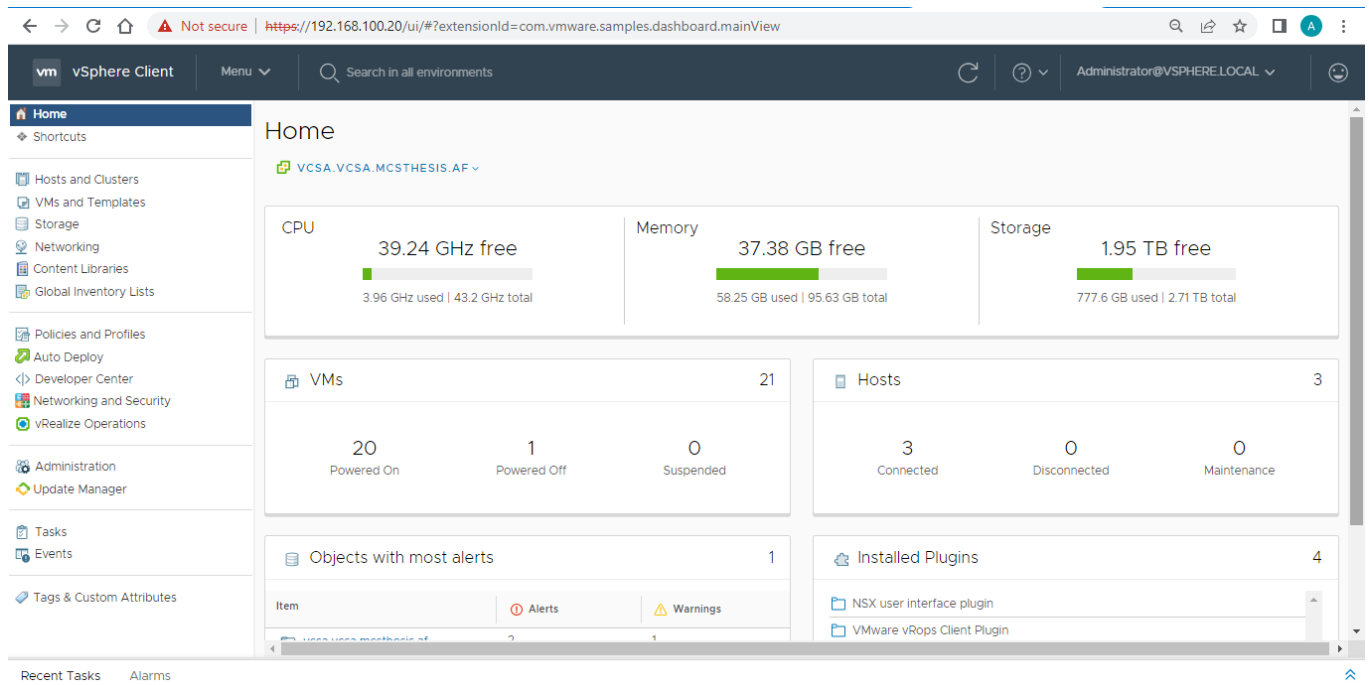 Not secure | https://192.168.100.20/ui/#?extensionId=com.vmware.samples.dashboard.mainView A
vm vSphere Client Menu Search in all environments Administrator@VSPHERE.LOCAL
Home
Shortcuts
Hosts and Clusters
VMs and Templates
Storage
Networking
Content Libraries
Global Inventory Lists
Policies and Profiles
Auto Deploy
Developer Center
Networking and Security
vRealize Operations
Administration
Update Manager
Tasks
Events
Tags & Custom Attributes
Home
VCSA.VCSA.MCSTHESIS.AF
CPU
39.24 GHz free
3.96 GHz used | 43.2 GHz total
Memory
37.38 GB free
58.25 GB used | 95.63 GB total
Storage
1.95 TB free
777.6 GB used | 2.71 TB total
VMs 21
20 1 0
Powered On Powered Off Suspended
Hosts 3
3 0 0
Connected Disconnected Maintenance
Objects with most alerts 1
Item Alerts Warnings
vcsa.vcsa.mcsthesis.af 2 1
Installed Plugins 4
NSX user interface plugin
VMware vRops Client Plugin
Recent Tasks Alarms